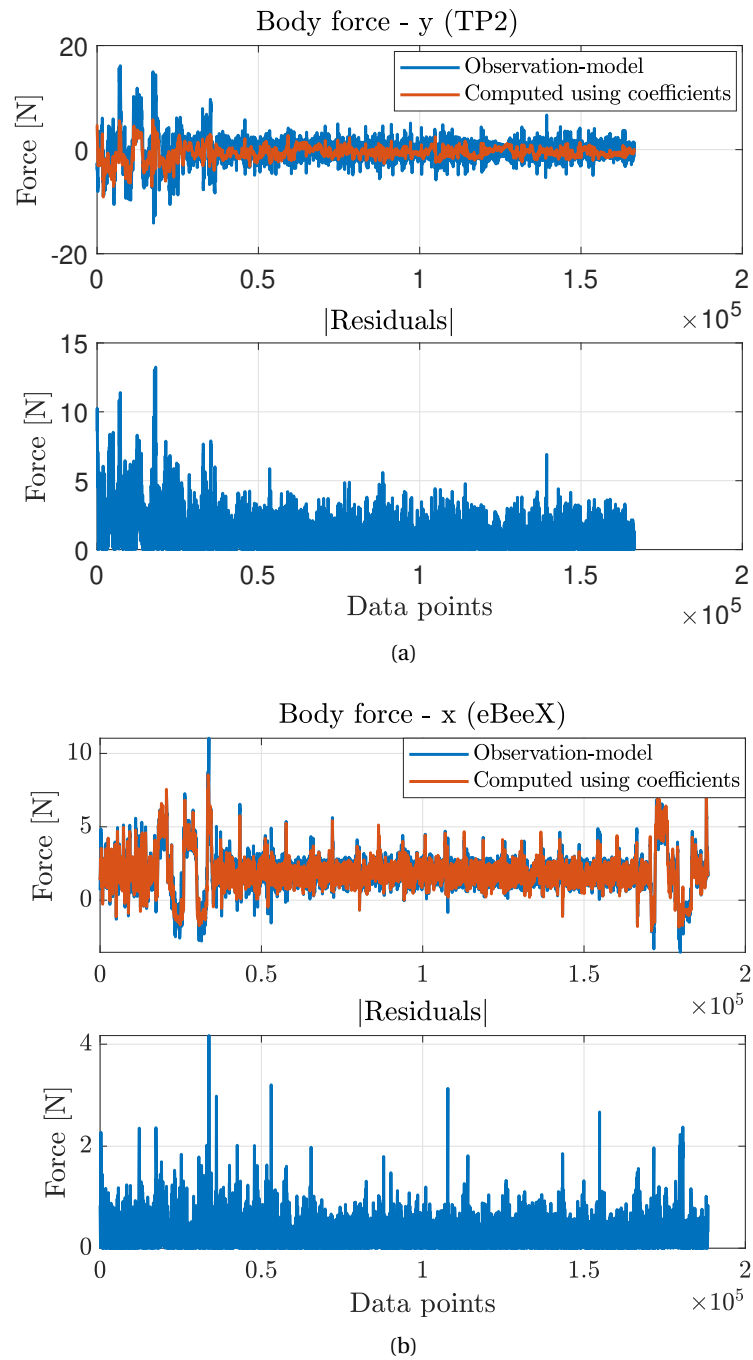 Body force - y (TP2)
20
Observation-model
Computed using coefficients
Force [N]
0
-20
0 0.5 1 1.5 2
×10^5
|Residuals|
15
10
Force [N]
5
0
0 0.5 1 1.5 2
Data points
×10^5
(a)
Body force - x (eBeeX)
10
Observation-model
Computed using coefficients
Force [N]
5
0
0 0.5 1 1.5 2
×10^5
|Residuals|
4
Force [N]
2
0
0 0.5 1 1.5 2
Data points
×10^5
(b)